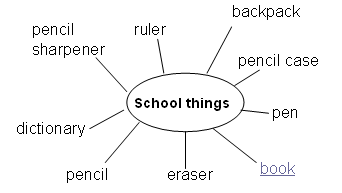 backpack
pencil
sharpener
ruler
pencil case
School things
pen
dictionary
pencil
eraser
book